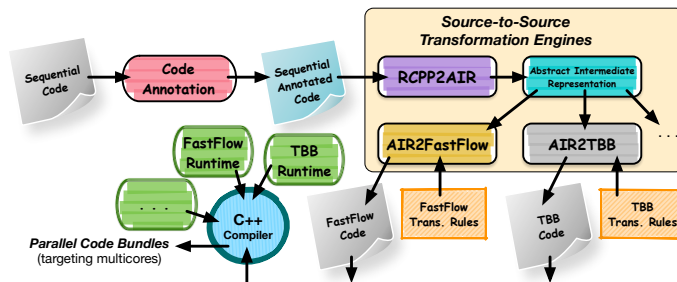 Source-to-Source
Transformation Engines
Sequential
Code
Code
Annotation
Sequential
Annotated
Code
RCPP2AIR
Abstract Intermediate
Representation
. . .
FastFlow
Runtime
TBB
Runtime
AIR2FastFlow
AIR2TBB
. . .
C++
Compiler
FastFlow
Code
FastFlow
Trans. Rules
TBB
Code
TBB
Trans. Rules
Parallel Code Bundles
(targeting multicores)